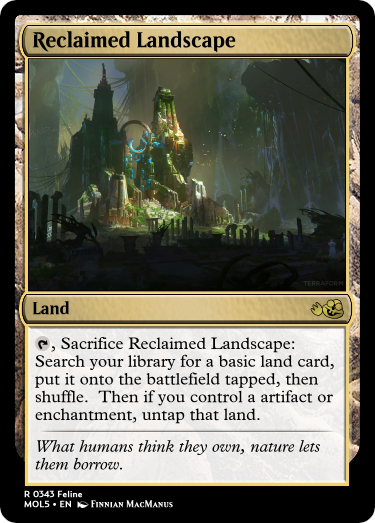 Reclaimed Landscape
TERRAFORM
Land
, Sacrifice Reclaimed Landscape:
Search your library for a basic land card,
put it onto the battlefield tapped, then
shuffle.  Then if you control a artifact or
enchantment, untap that land.
What humans think they own, nature lets
them borrow.
R 0343 Feline
MOL5 • EN Finnian MacManus